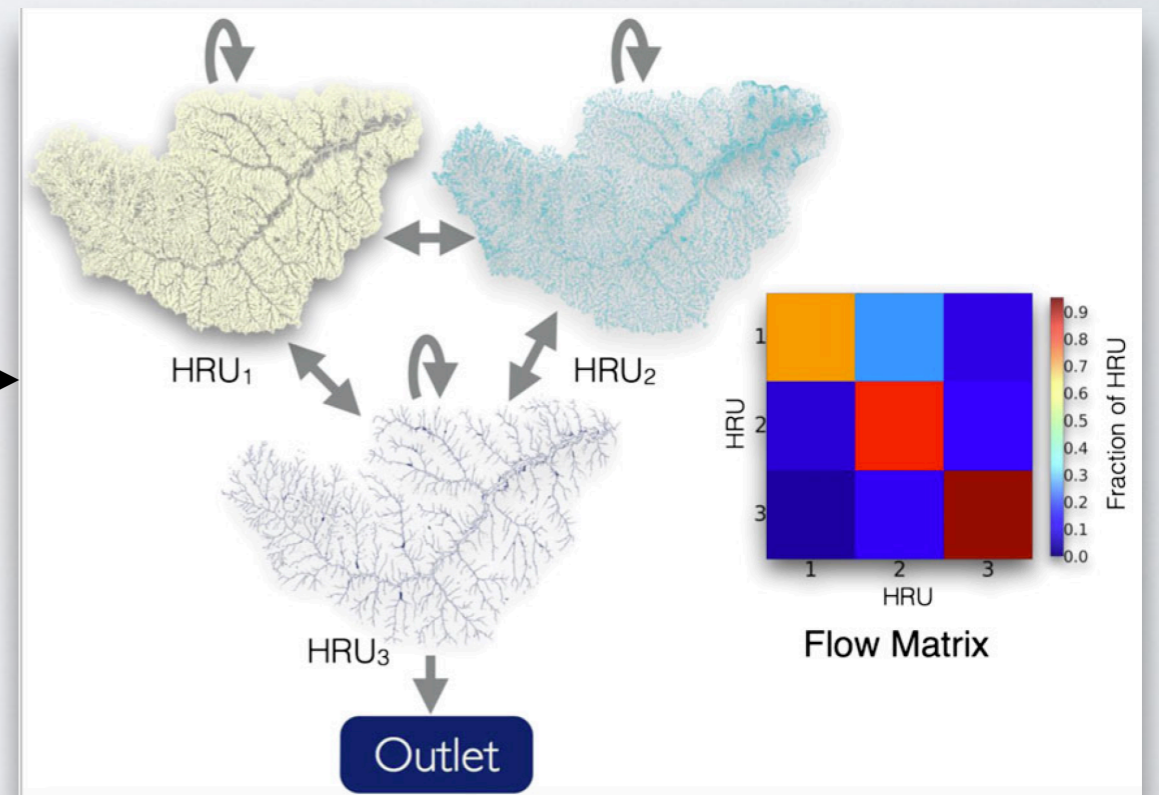 HRU₁
HRU₂
HRU₃
Outlet
HRU
1
2
3
1 2 3
HRU
Flow Matrix
0.9
0.8
0.7
0.6
0.5
0.4
0.3
0.2
0.1
0.0
Fraction of HRU